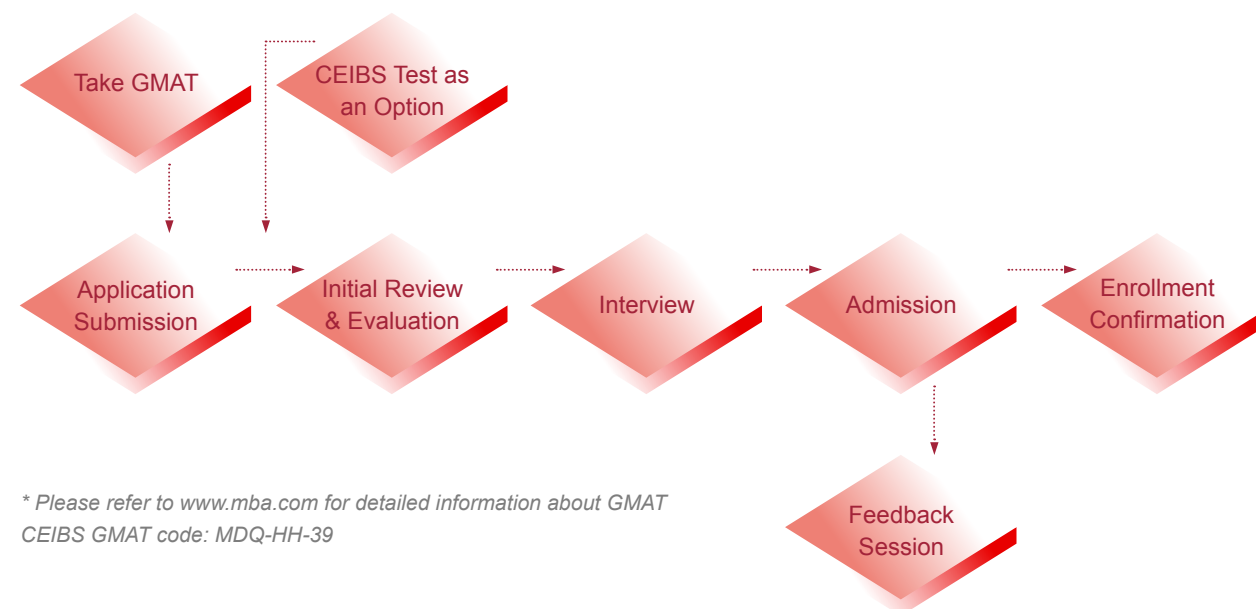 Take GMAT
CEIBS Test as
an Option
Application
Submission
Initial Review
& Evaluation
Interview
Admission
Enrollment
Confirmation
Feedback
Session
* Please refer to www.mba.com for detailed information about GMAT
CEIBS GMAT code: MDQ-HH-39